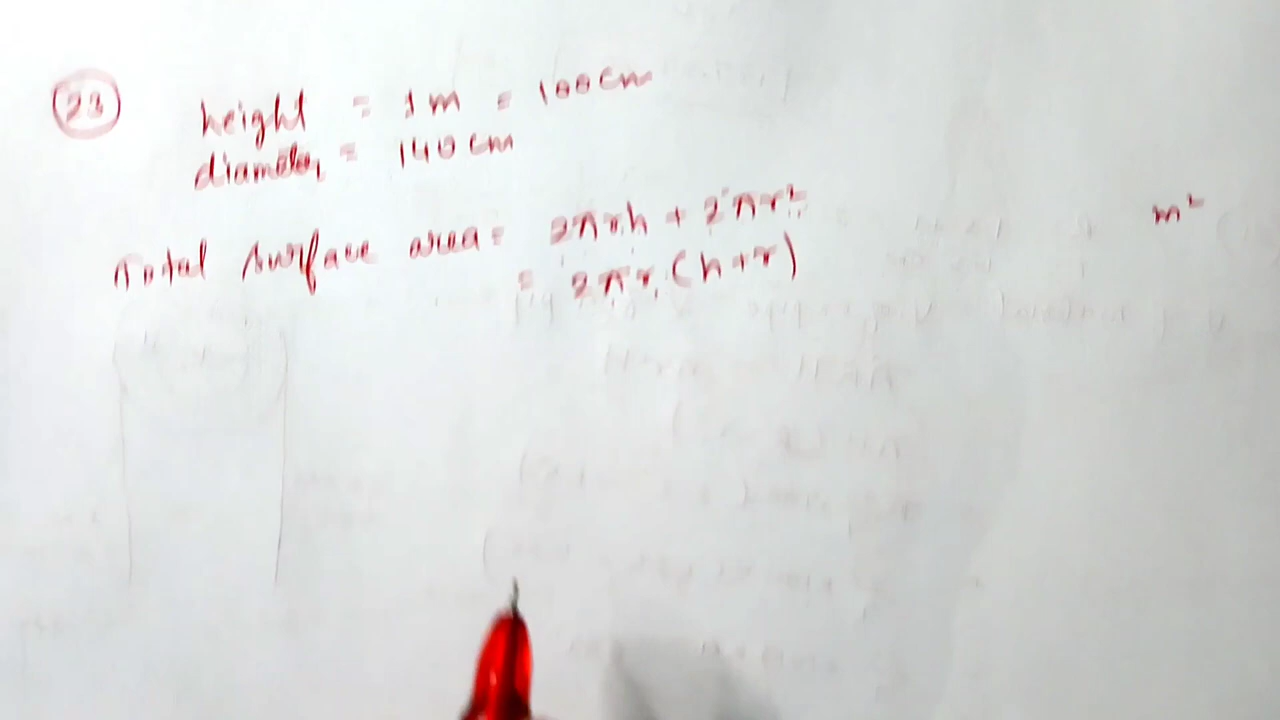 23 height = 1 m = 100 cm
diameter = 140 cm
Total surface area = 2πrh + 2πr²
m²
= 2πr (h+r)